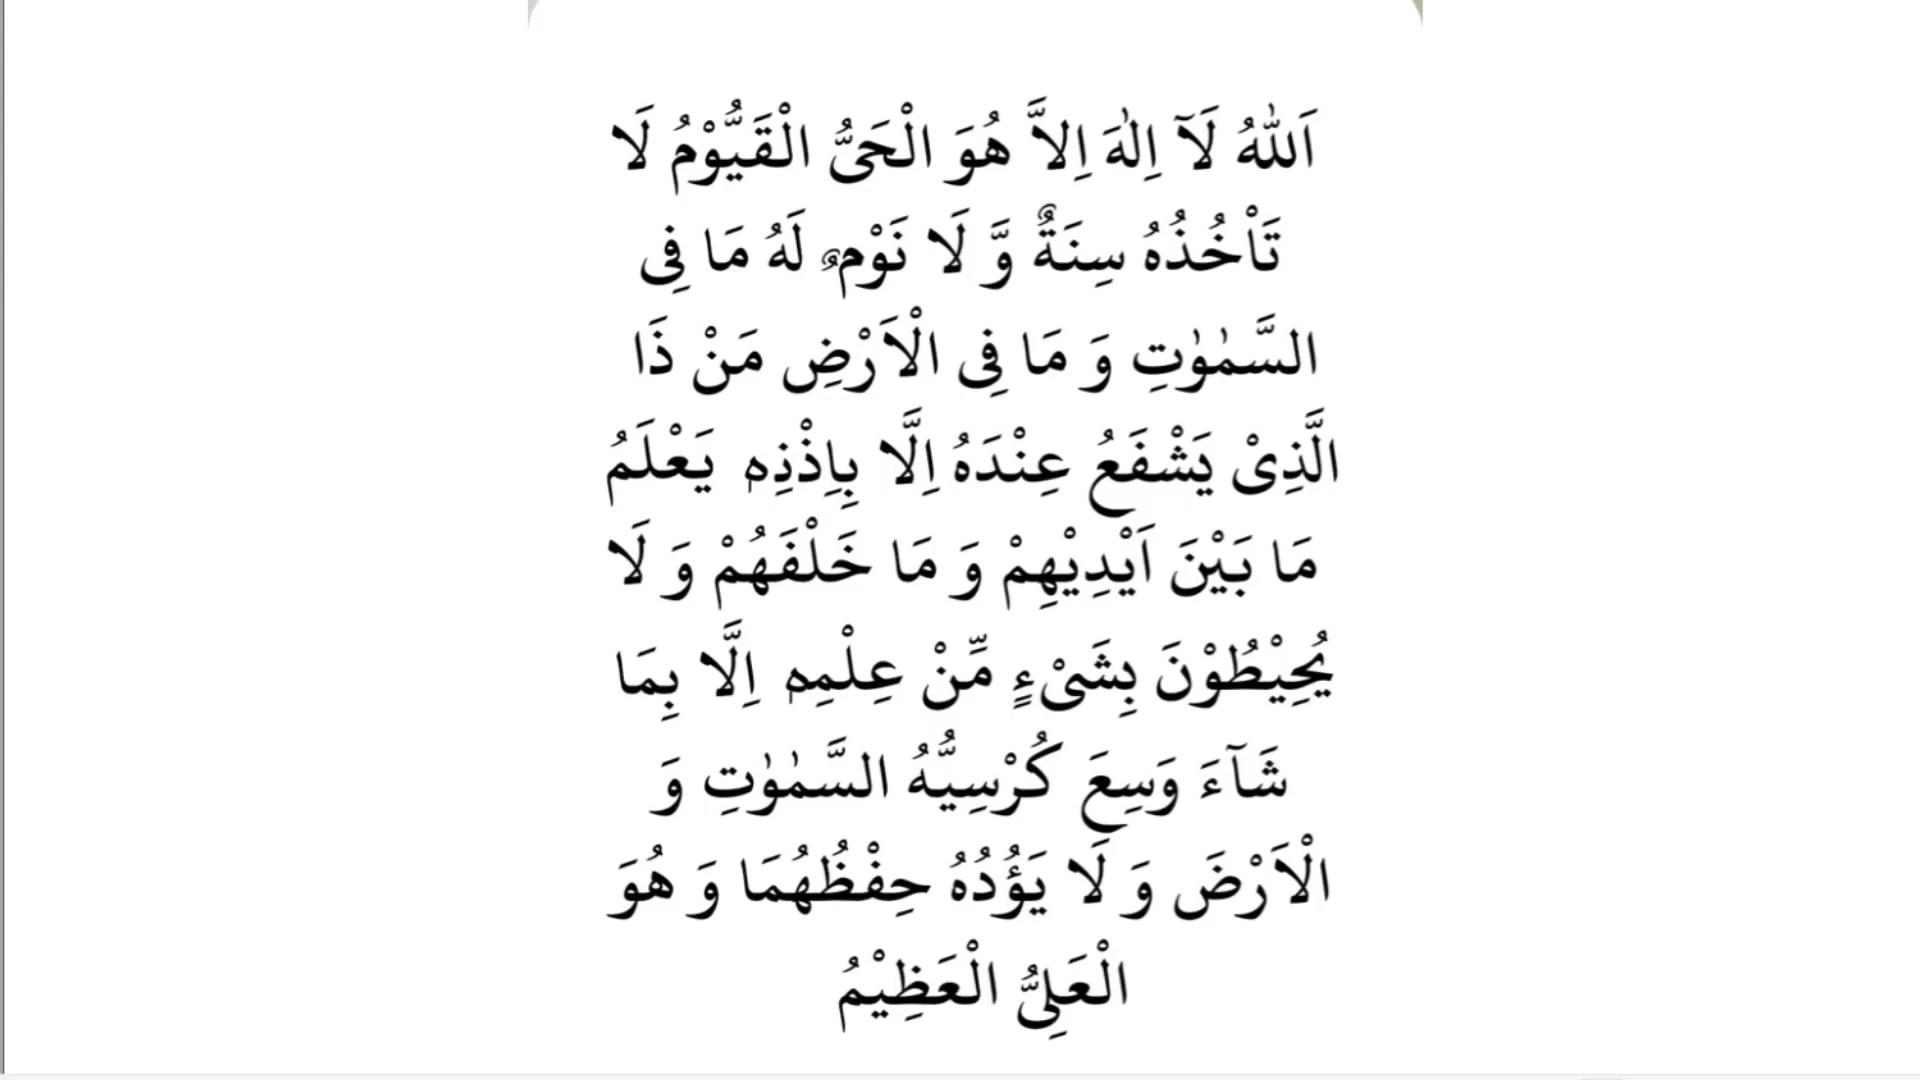 اَللّٰهُ لَآ اِلٰهَ اِلاَّ هُوَ الْحَیُّ الْقَیُّوْمُ لَا
تَاْخُذُهُ سِنَةٌ وَّ لَا نَوْمٌ لَهُ مَا فِی
السَّمٰوٰتِ وَ مَا فِی الْاَرْضِ مَنْ ذَا
الَّذِیْ یَشْفَعُ عِنْدَهُ اِلَّا بِاِذْذِه یَعْلَمُ
مَا بَیْنَ اَیْدِیْهِمْ وَ مَا خَلْفَهُمْ وَ لَا
یُحِیْطُوْنَ بِشَیْءٍ مِّنْ عِلْمِه اِلَّا بِمَا
شَآءَ وَسِعَ كُرْسِیُّهُ السَّمٰوٰتِ وَ
الْاَرْضَ وَ لَا یَؤُدُهُ حِفْظُهُمَا وَ هُوَ
الْعَلِیُّ الْعَظِیْمُ